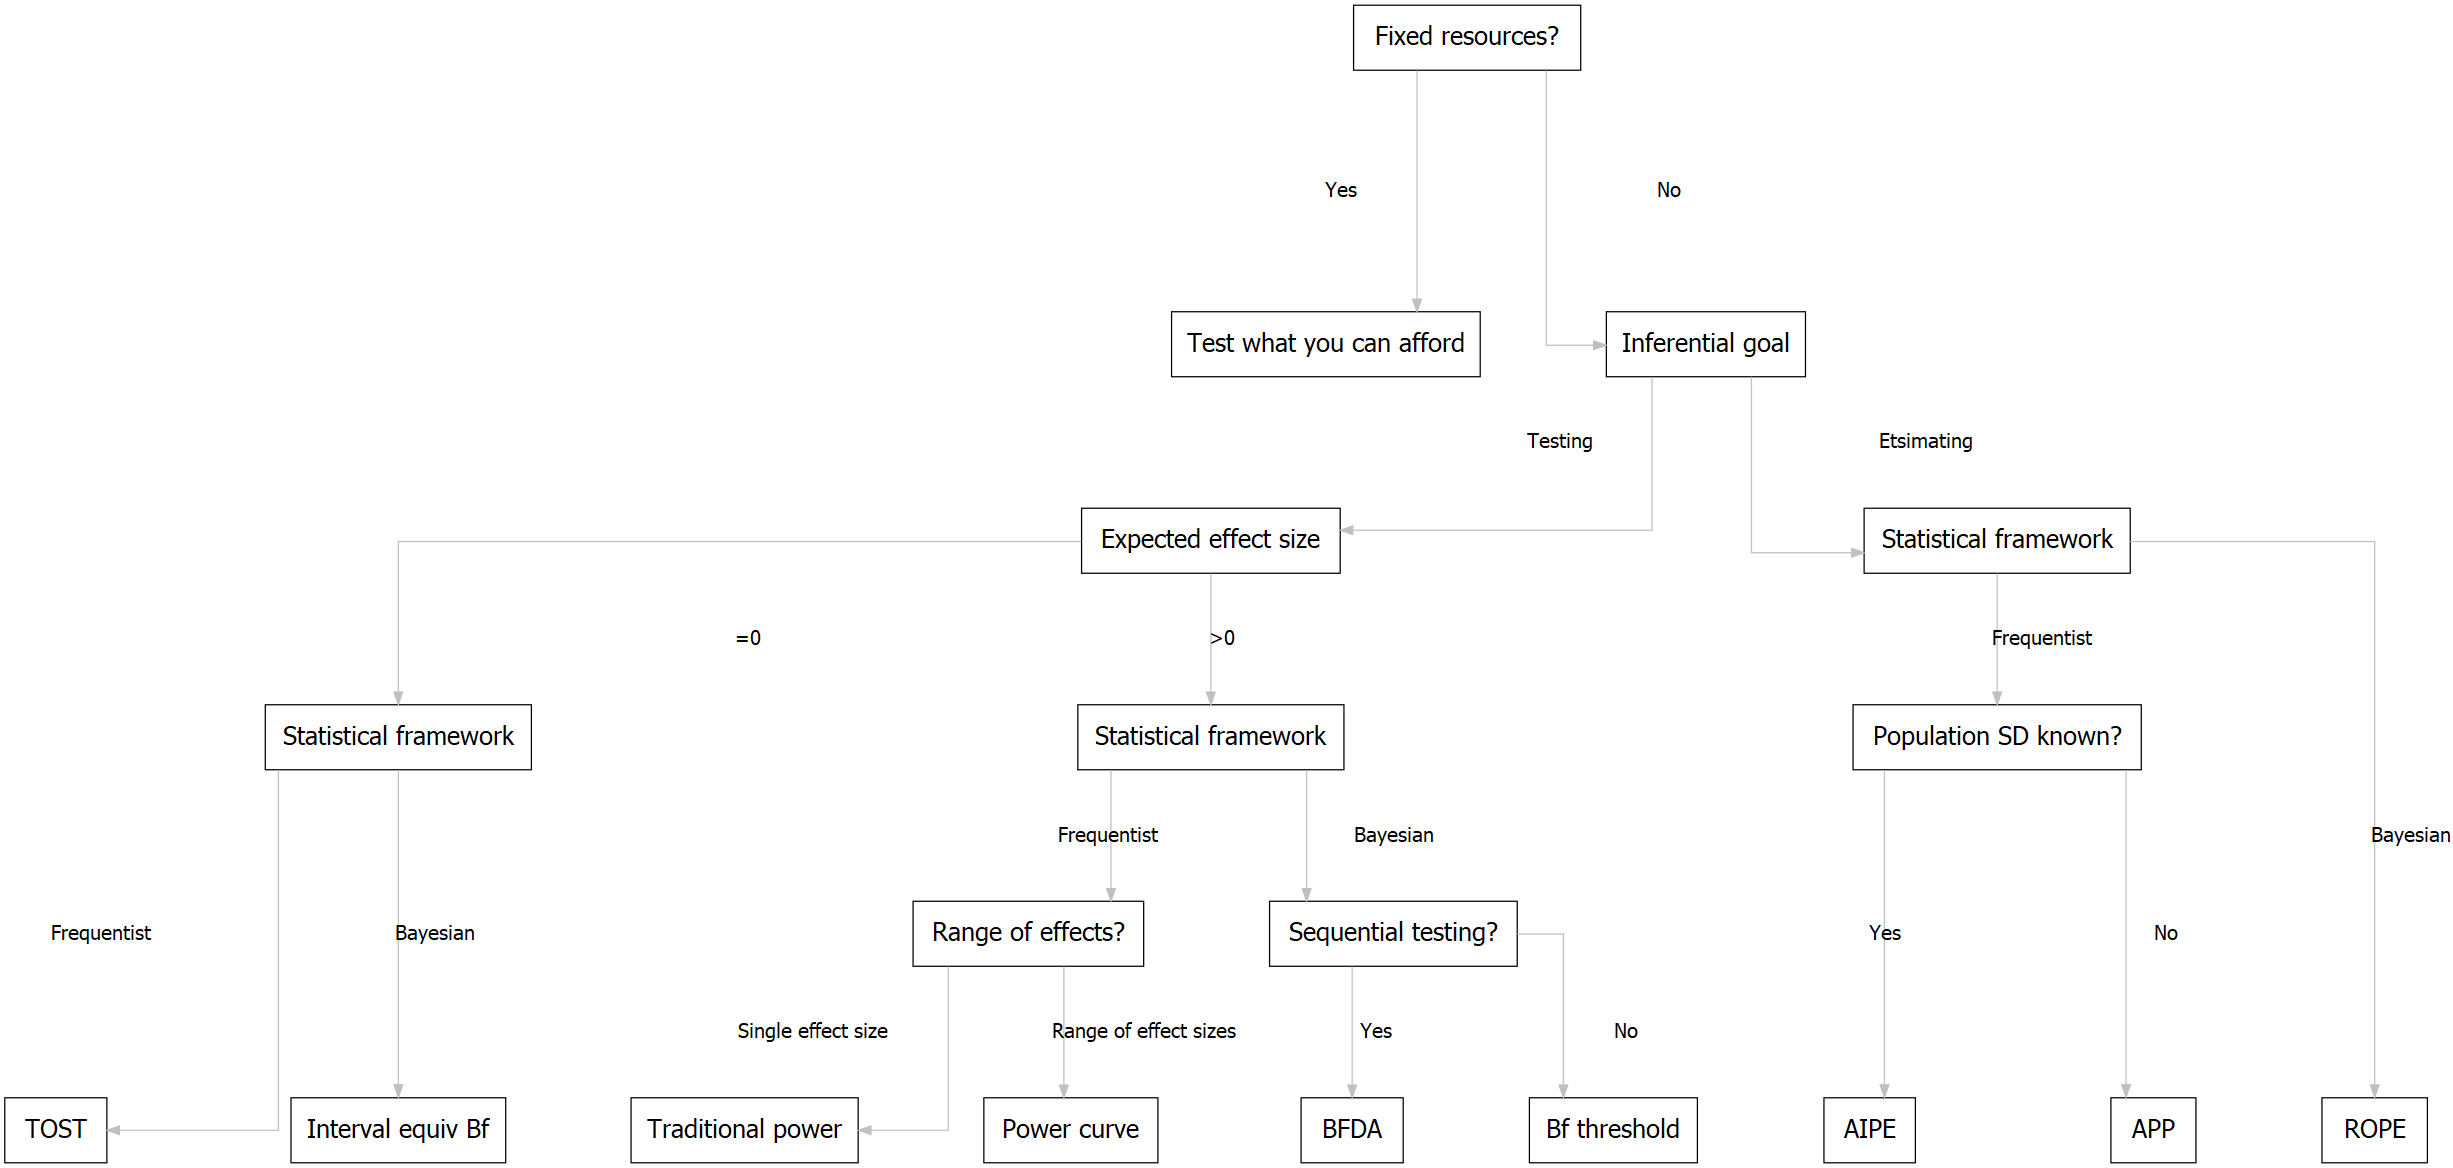 Fixed resources?
Yes
No
Test what you can afford
Inferential goal
Testing
Etsimating
Expected effect size
Statistical framework
=0
>0
Frequentist
Statistical framework
Statistical framework
Population SD known?
Frequentist
Bayesian
Bayesian
Range of effects?
Sequential testing?
Frequentist
Bayesian
Yes
No
Single effect size
Range of effect sizes
Yes
No
TOST
Interval equiv Bf
Traditional power
Power curve
BFDA
Bf threshold
AIPE
APP
ROPE